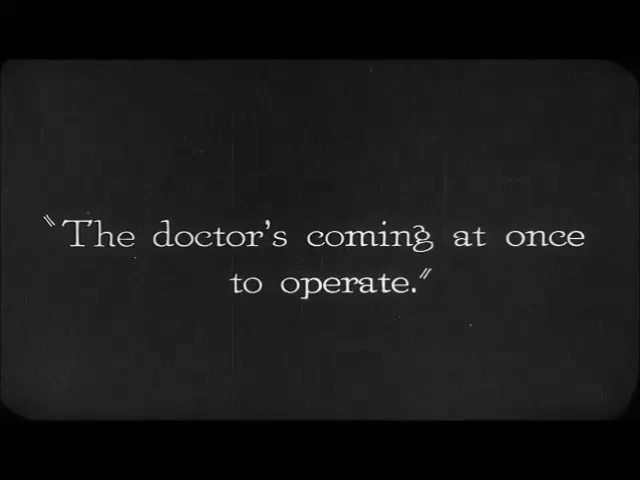 "The doctor's coming at once
to operate."